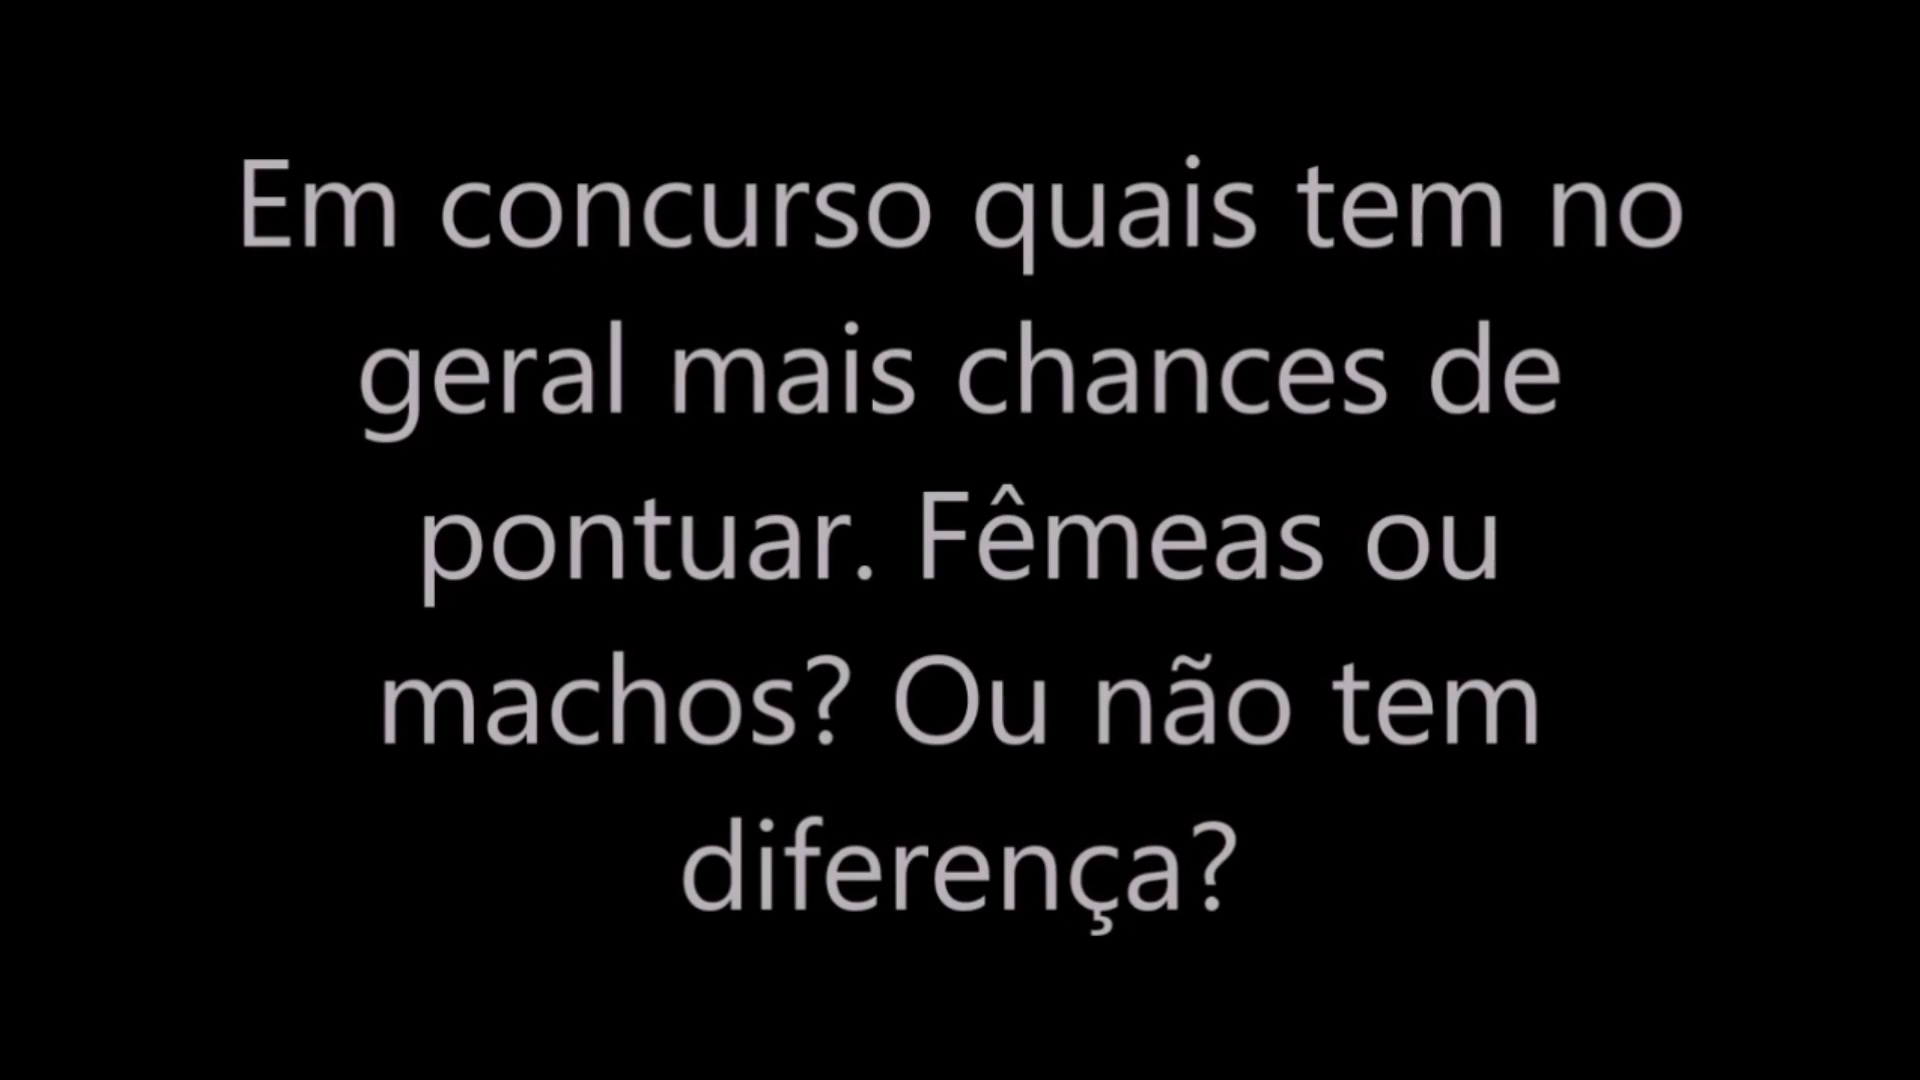 Em concurso quais tem no
geral mais chances de
pontuar. Fêmeas ou
machos? Ou não tem
diferença?